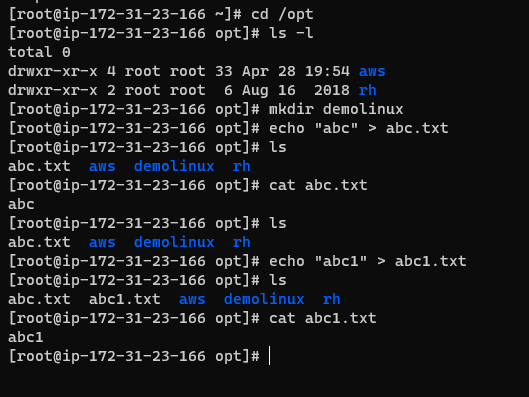 [root@ip-172-31-23-166 ~]# cd /opt
[root@ip-172-31-23-166 opt]# ls -l
total 0
drwxr-xr-x 4 root root 33 Apr 28 19:54 aws
drwxr-xr-x 2 root root  6 Aug 16  2018 rh
[root@ip-172-31-23-166 opt]# mkdir demolinux
[root@ip-172-31-23-166 opt]# echo "abc" > abc.txt
[root@ip-172-31-23-166 opt]# ls
abc.txt  aws  demolinux  rh
[root@ip-172-31-23-166 opt]# cat abc.txt
abc
[root@ip-172-31-23-166 opt]# ls
abc.txt  aws  demolinux  rh
[root@ip-172-31-23-166 opt]# echo "abc1" > abc1.txt
[root@ip-172-31-23-166 opt]# ls
abc.txt  abc1.txt  aws  demolinux  rh
[root@ip-172-31-23-166 opt]# cat abc1.txt
abc1
[root@ip-172-31-23-166 opt]#